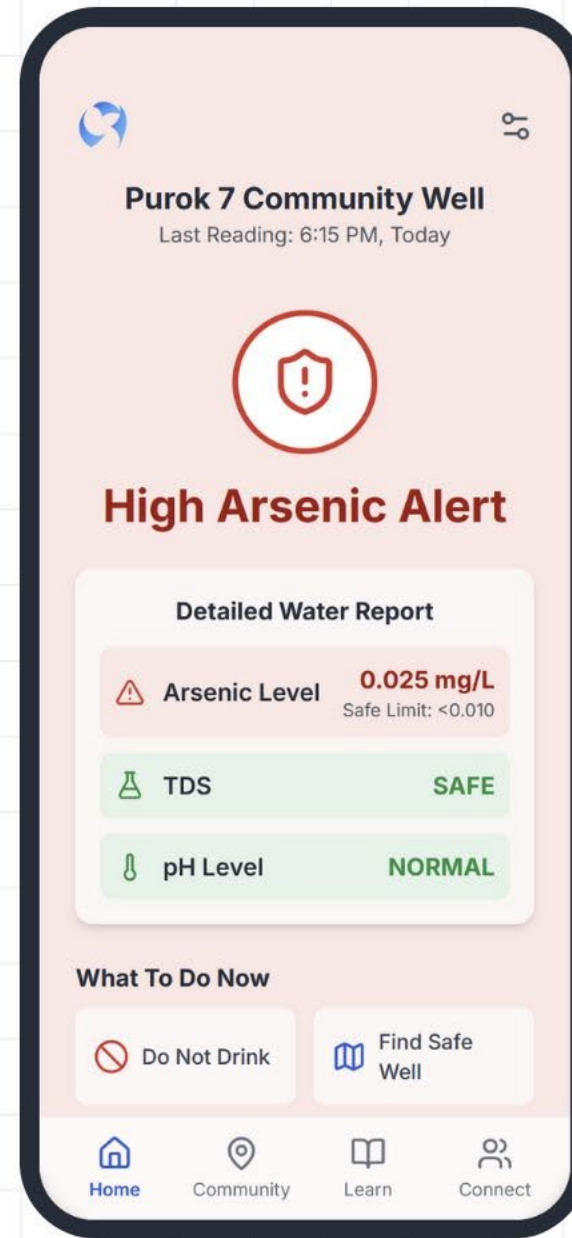 Purok 7 Community Well
Last Reading: 6:15 PM, Today
High Arsenic Alert
Detailed Water Report
Arsenic Level
0.025 mg/L
Safe Limit: <0.010
TDS
SAFE
pH Level
NORMAL
What To Do Now
Do Not Drink
Find Safe
Well
Home
Community
Learn
Connect